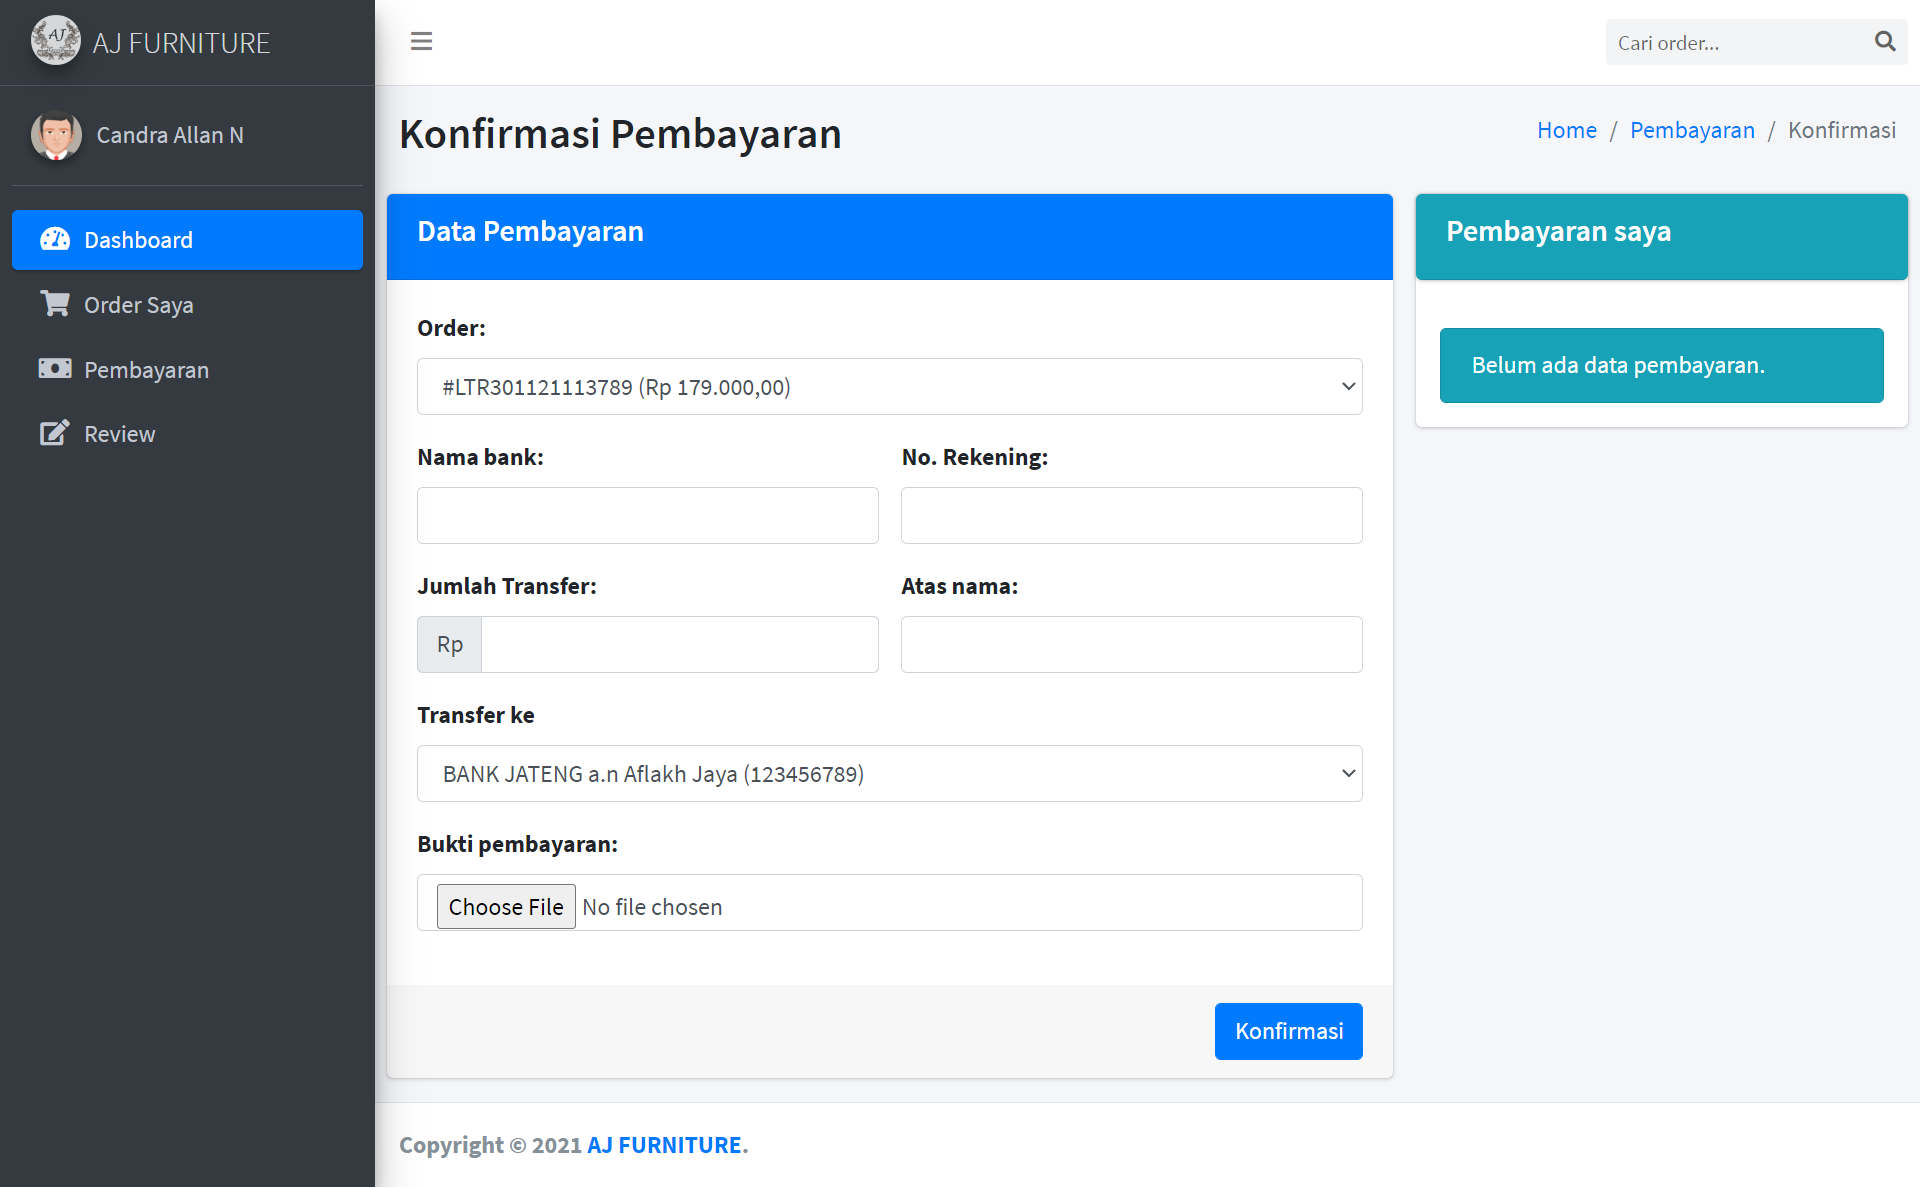 AJ FURNITURE
Cari order...
Candra Allan N
Dashboard
Order Saya
Pembayaran
Review
Konfirmasi Pembayaran
Home / Pembayaran / Konfirmasi
Data Pembayaran
Order:
#LTR301121113789 (Rp 179.000,00)
Nama bank:
No. Rekening:
Jumlah Transfer:
Atas nama:
Rp
Transfer ke
BANK JATENG a.n Aflakh Jaya (123456789)
Bukti pembayaran:
Choose File No file chosen
Konfirmasi
Pembayaran saya
Belum ada data pembayaran.
Copyright © 2021 AJ FURNITURE.